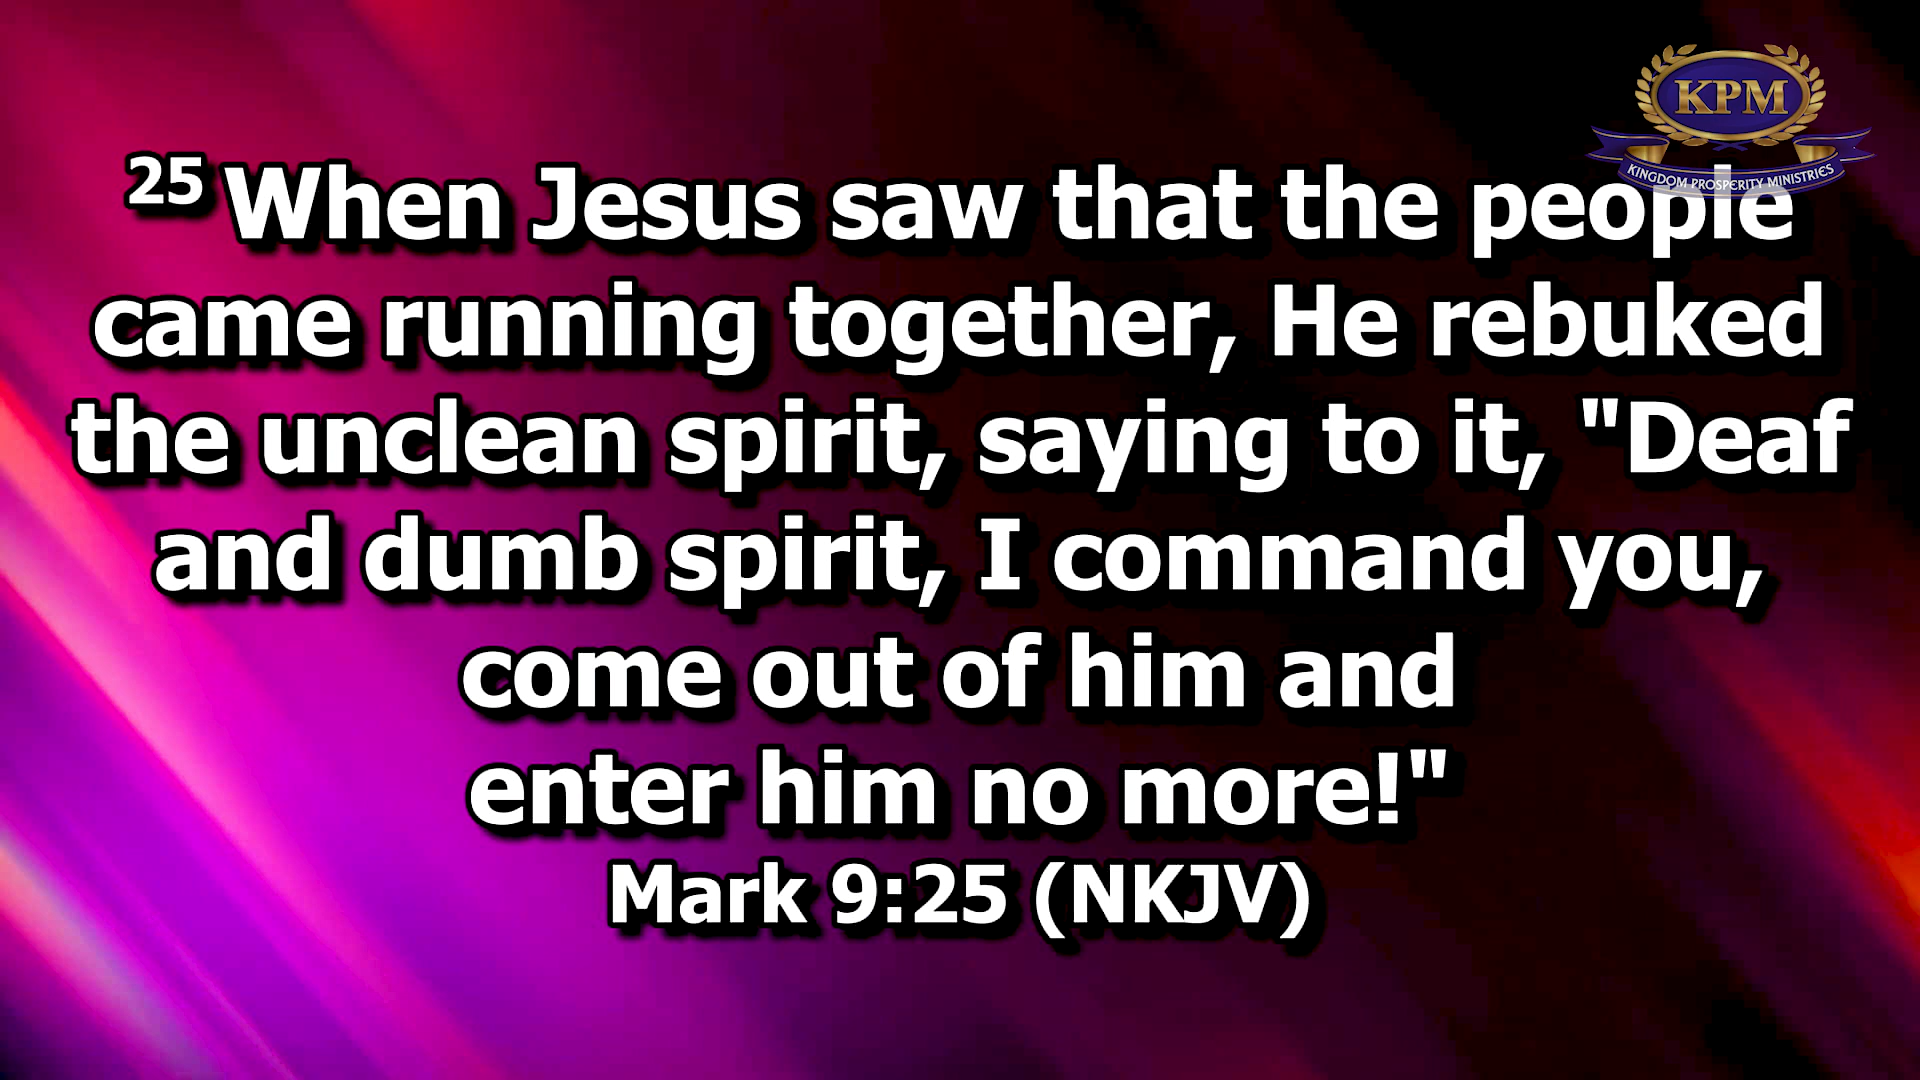 KPM
KINGDOM PROSPERITY MINISTRIES
25 When Jesus saw that the people
came running together, He rebuked
the unclean spirit, saying to it, "Deaf
and dumb spirit, I command you,
come out of him and
enter him no more!"
Mark 9:25 (NKJV)